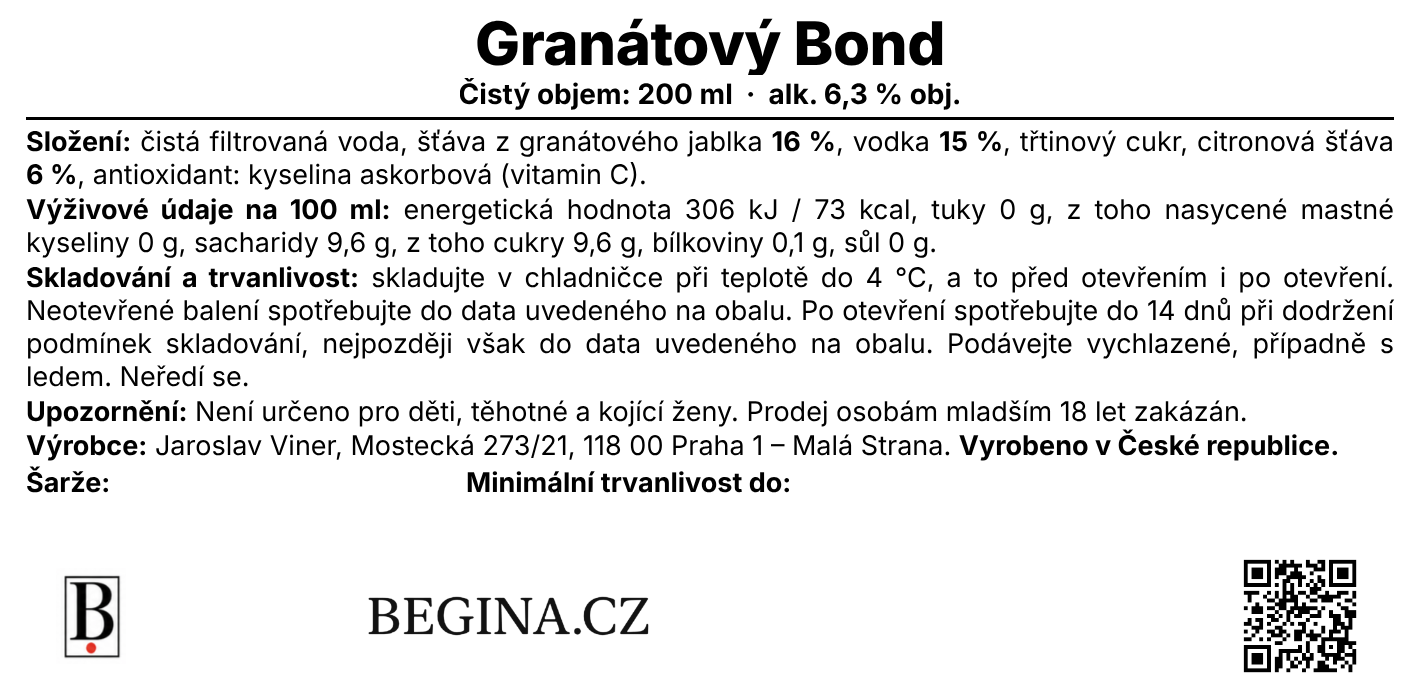 Granátový Bond
Čistý objem: 200 ml · alk. 6,3 % obj.
Složení: čistá filtrovaná voda, šťáva z granátového jablka 16 %, vodka 15 %, třtinový cukr, citronová šťáva
6 %, antioxidant: kyselina askorbová (vitamin C).
Výživové údaje na 100 ml: energetická hodnota 306 kJ / 73 kcal, tuky 0 g, z toho nasycené mastné
kyseliny 0 g, sacharidy 9,6 g, z toho cukry 9,6 g, bílkoviny 0,1 g, sůl 0 g.
Skladování a trvanlivost: skladujte v chladničce při teplotě do 4 °C, a to před otevřením i po otevření.
Neotevřené balení spotřebujte do data uvedeného na obalu. Po otevření spotřebujte do 14 dnů při dodržení
podmínek skladování, nejpozději však do data uvedeného na obalu. Podávejte vychlazené, případně s
ledem. Neředí se.
Upozornění: Není určeno pro děti, těhotné a kojící ženy. Prodej osobám mladším 18 let zakázán.
Výrobce: Jaroslav Viner, Mostecká 273/21, 118 00 Praha 1 – Malá Strana. Vyrobeno v České republice.
Šarže: Minimální trvanlivost do:
B BEGINA.CZ